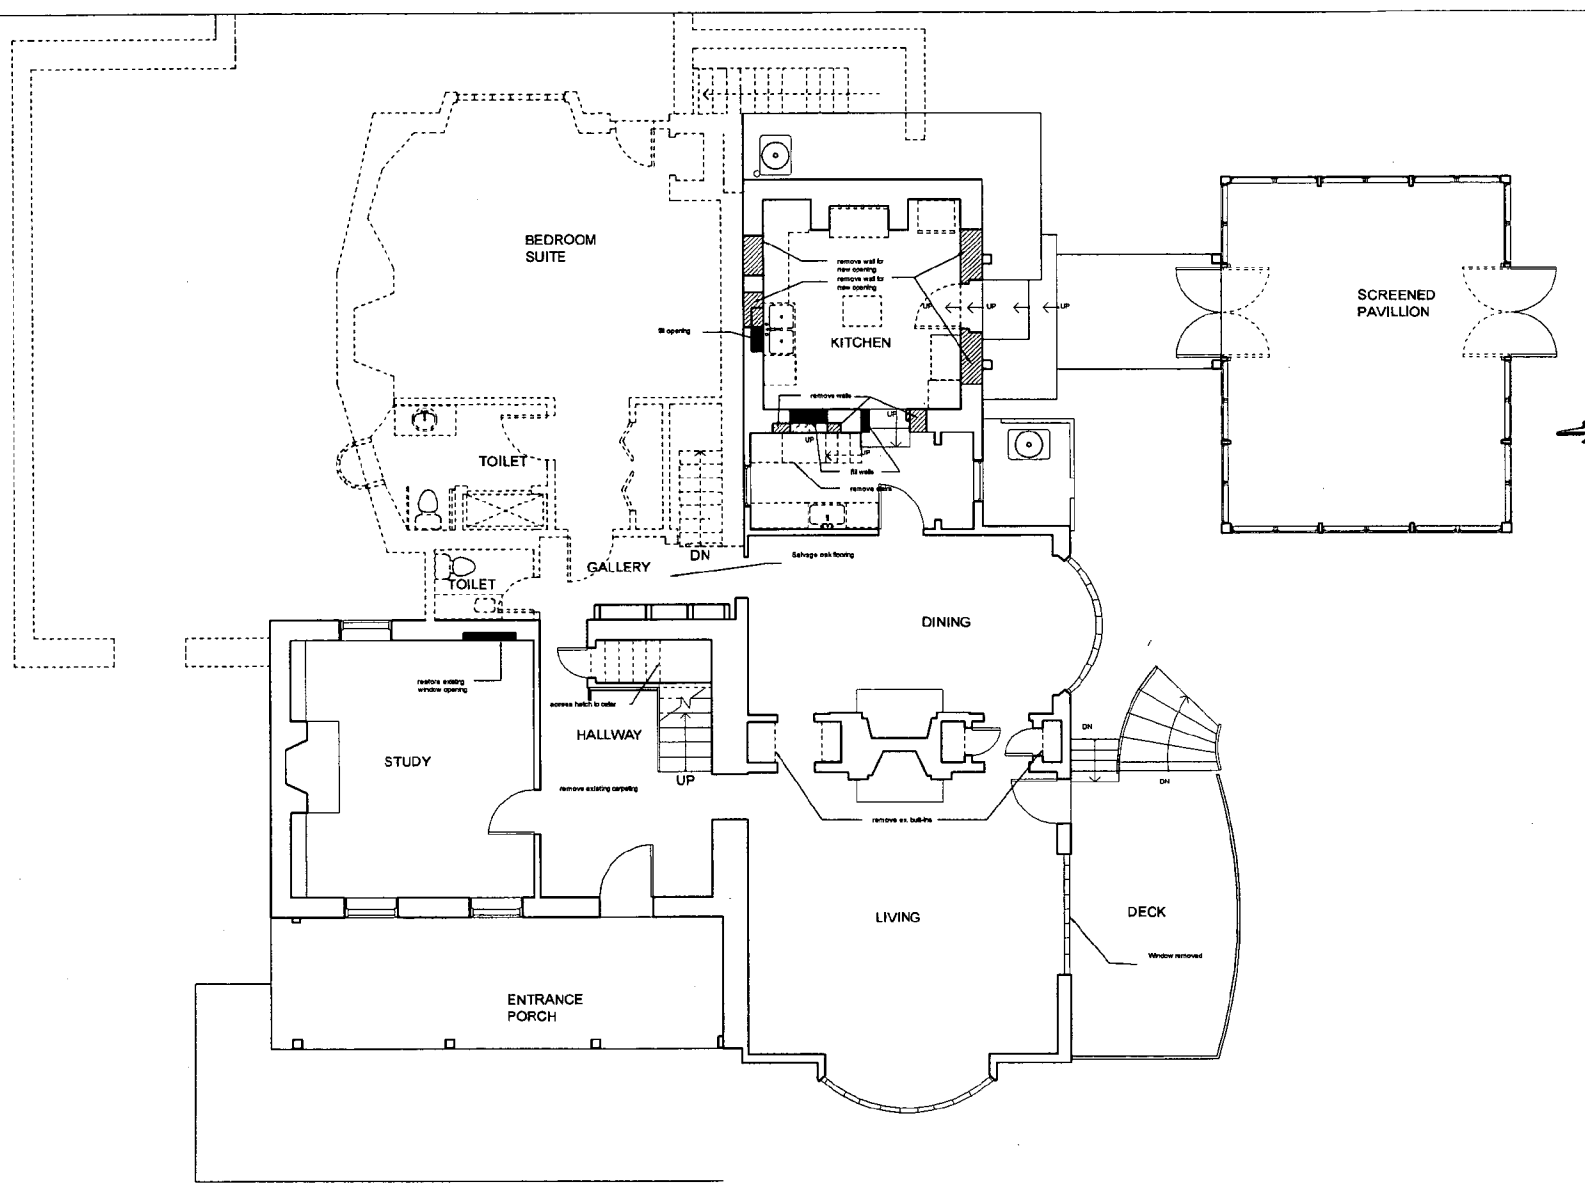 BEDROOM
SUITE
remove wall for
new opening
remove wall for
new opening
SCREENED
PAVILION
UP
UP
UP
fill opening
KITCHEN
remove walls
UP
UP
UP
TOILET
fill walls
remove stairs
DN
Salvage oak flooring
GALLERY
TOILET
DINING
restore existing
window opening
access hatch to cellar
HALLWAY
DN
STUDY
UP
DN
remove existing carpeting
remove ex. built-ins
LIVING
DECK
Window removed
ENTRANCE
PORCH